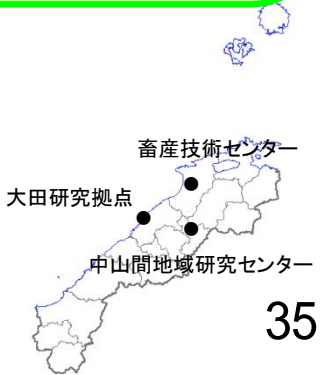 畜産技術センター
大田研究拠点
中山間地域研究センター
35